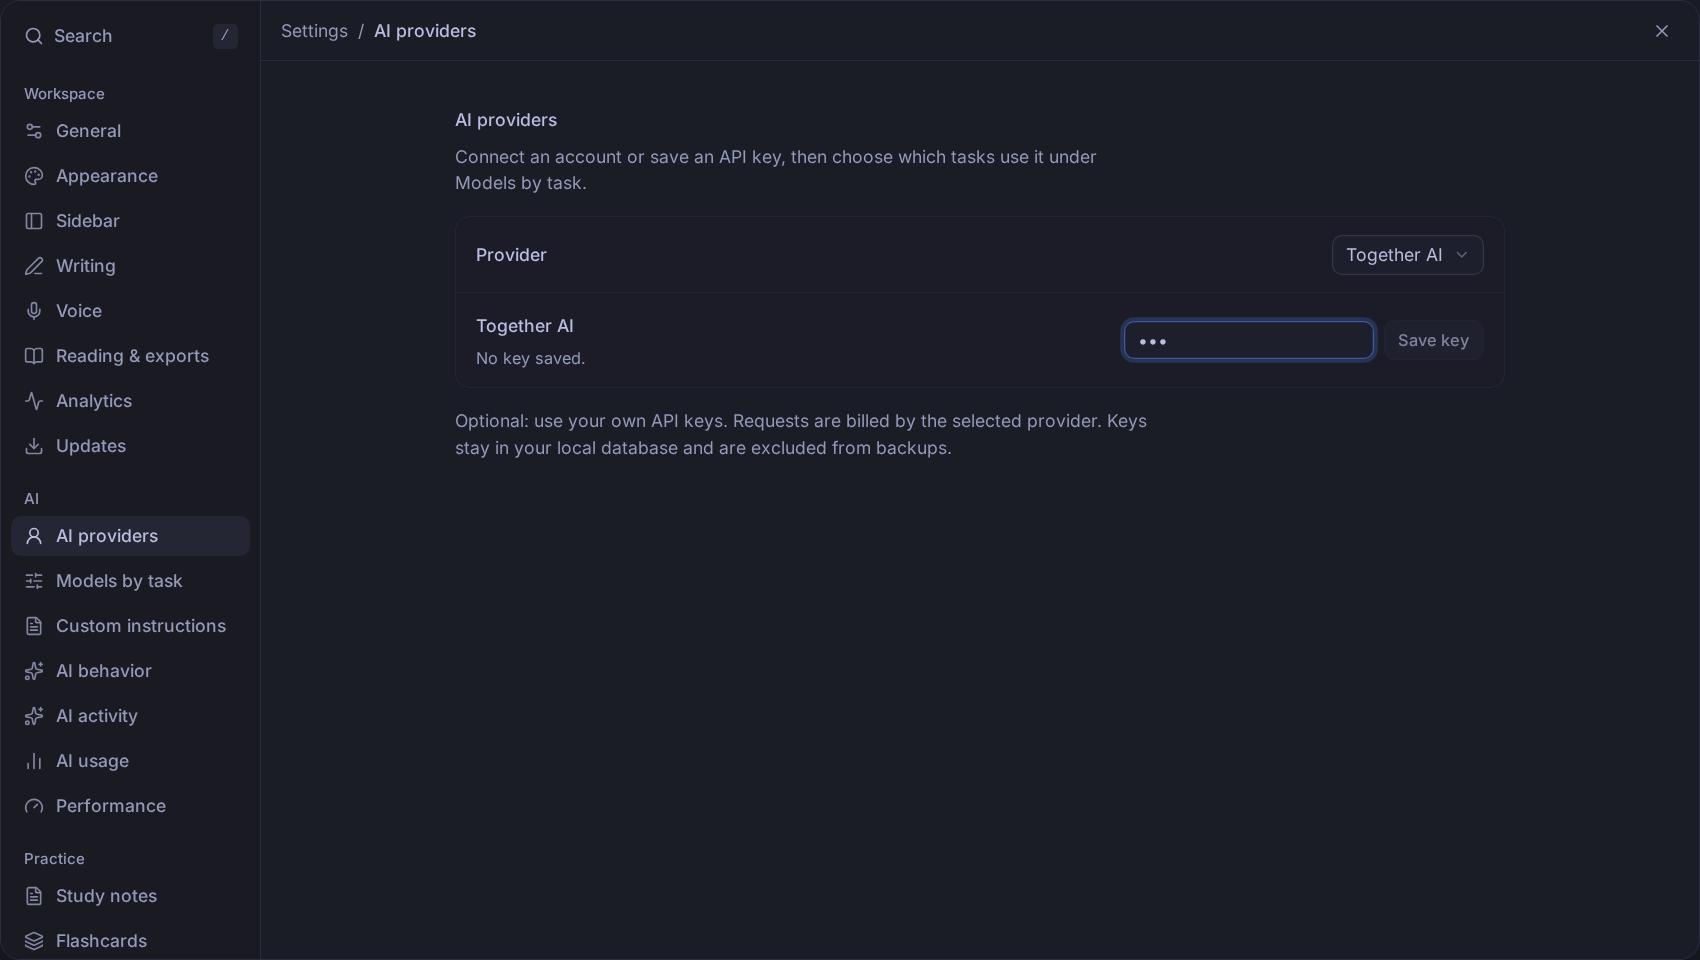 Search
/
Workspace
General
Appearance
Sidebar
Writing
Voice
Reading & exports
Analytics
Updates
AI
AI providers
Models by task
Custom instructions
AI behavior
AI activity
AI usage
Performance
Practice
Study notes
Flashcards
Settings / AI providers
AI providers
Connect an account or save an API key, then choose which tasks use it under
Models by task.
Provider
Together AI
Together AI
No key saved.
•••
Save key
Optional: use your own API keys. Requests are billed by the selected provider. Keys
stay in your local database and are excluded from backups.